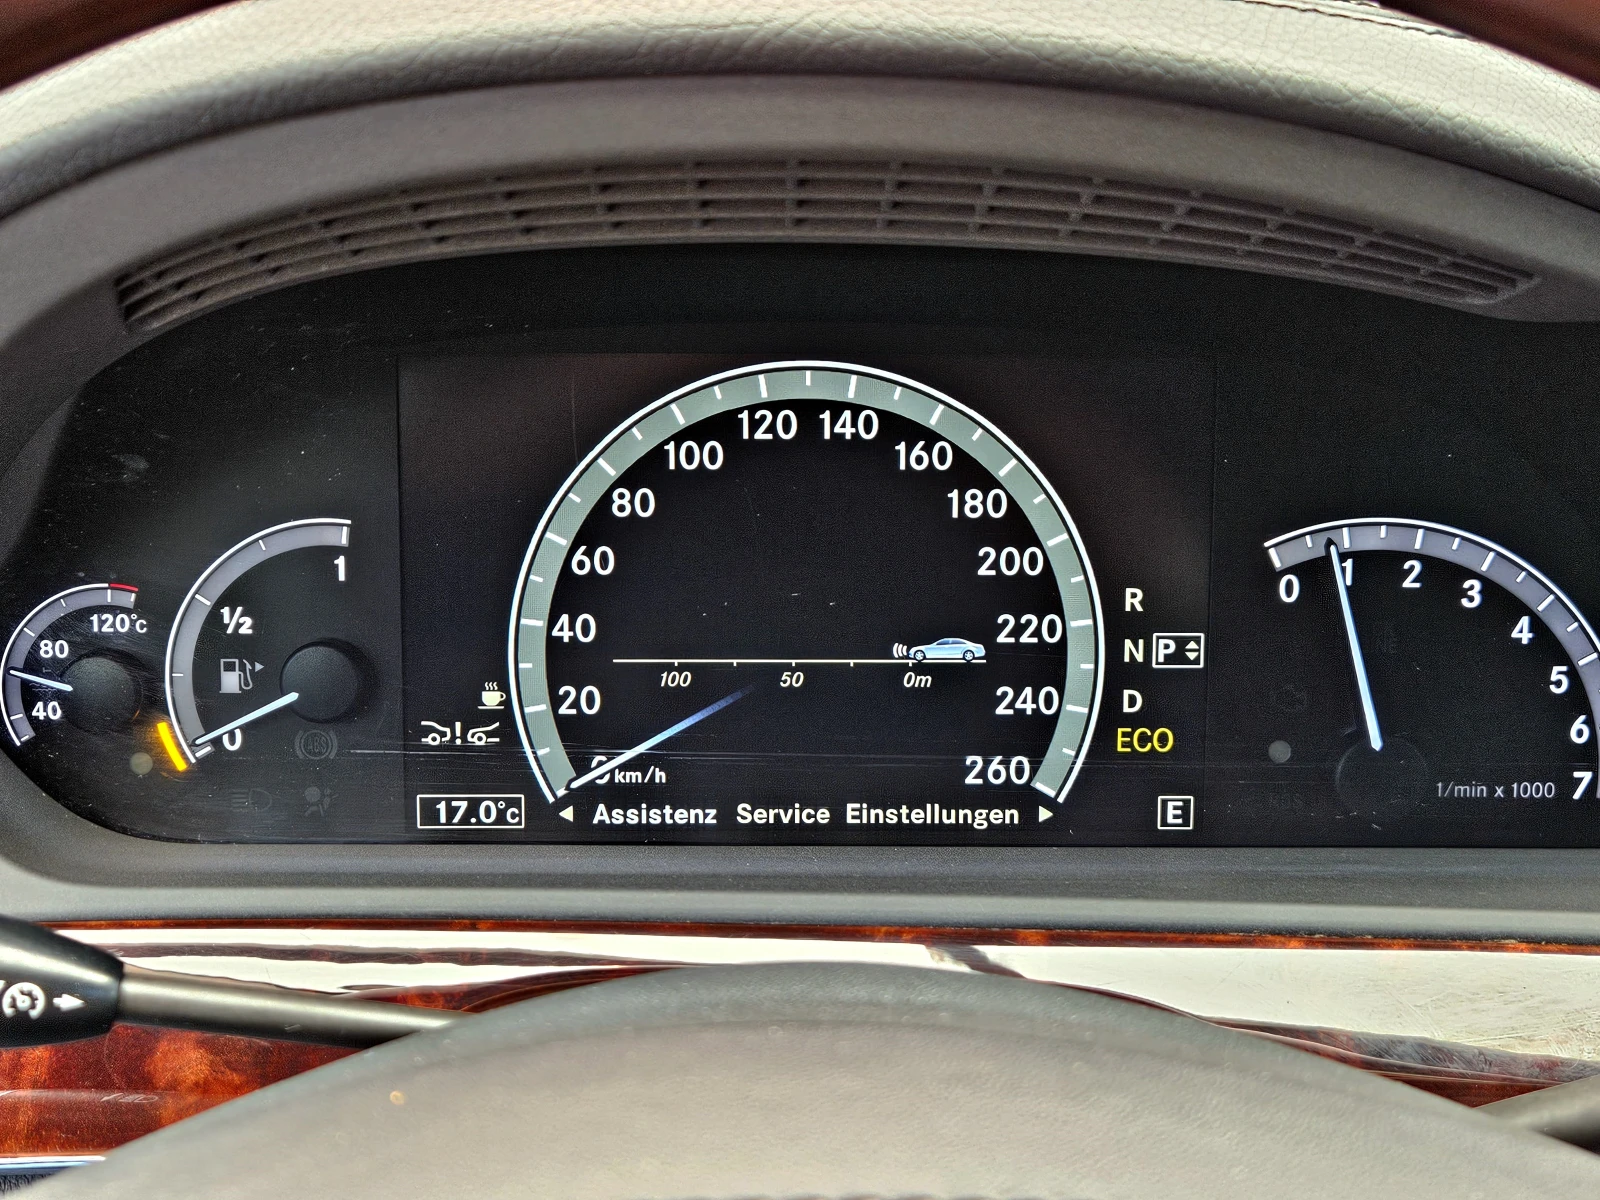 120°C
80
40
1
½
0
ABS
0
20
40
60
80
100
120
140
160
180
200
220
240
260
km/h
100 50 0m
17.0°C
◄ Assistenz Service Einstellungen ►
R
N P
D
ECO
E
0
1
2
3
4
5
6
7
1/min x 1000